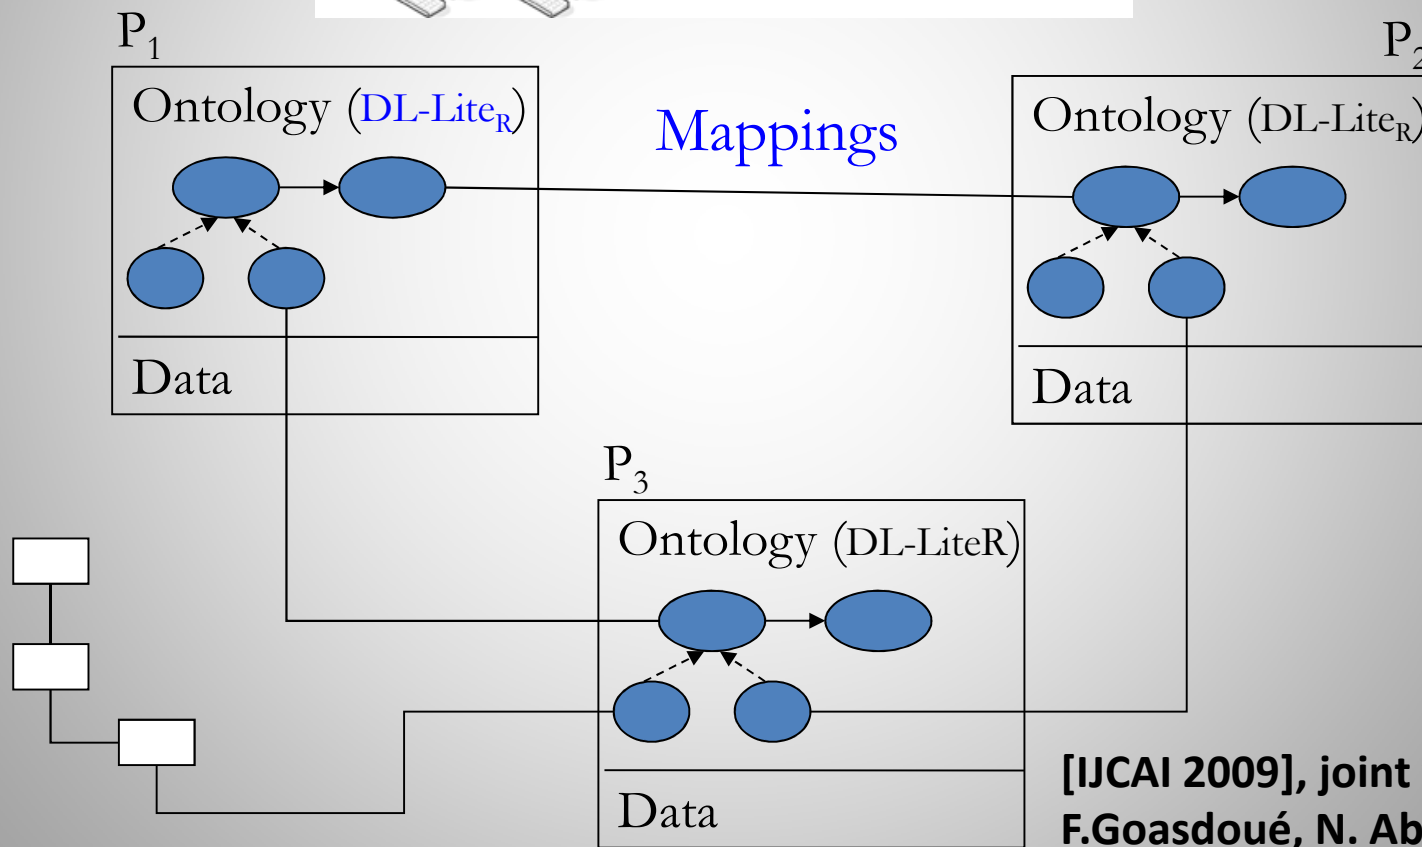 P1
P2
Ontology (DL-LiteR)
Mappings
Ontology (DL-LiteR)
Data
Data
P3
Ontology (DL-LiteR)
[IJCAI 2009], joint
F.Goasdoué, N. Ab
Data